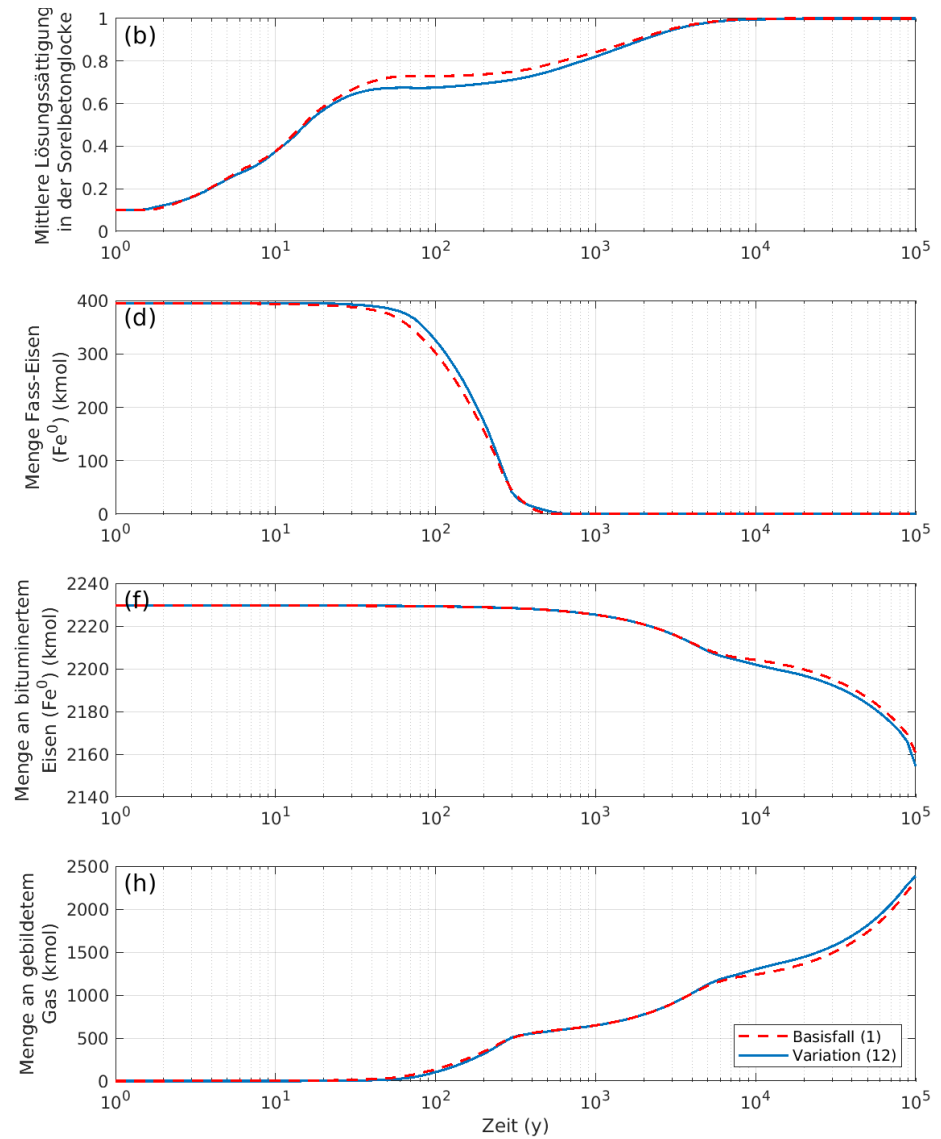 (b)
Mittlere Lösungssättigung
in der Sorelbetonglocke
1
0.8
0.6
0.4
0.2
0
10^0 10^1 10^2 10^3 10^4 10^5
(d)
Menge Fass-Eisen
(Fe^0) (kmol)
400
300
200
100
0
10^0 10^1 10^2 10^3 10^4 10^5
(f)
Menge an bituminertem
Eisen (Fe^0) (kmol)
2240
2220
2200
2180
2160
2140
10^0 10^1 10^2 10^3 10^4 10^5
(h)
Menge an gebildetem
Gas (kmol)
2500
2000
1500
1000
500
0
Basisfall (1)
Variation (12)
10^0 10^1 10^2 10^3 10^4 10^5
Zeit (y)